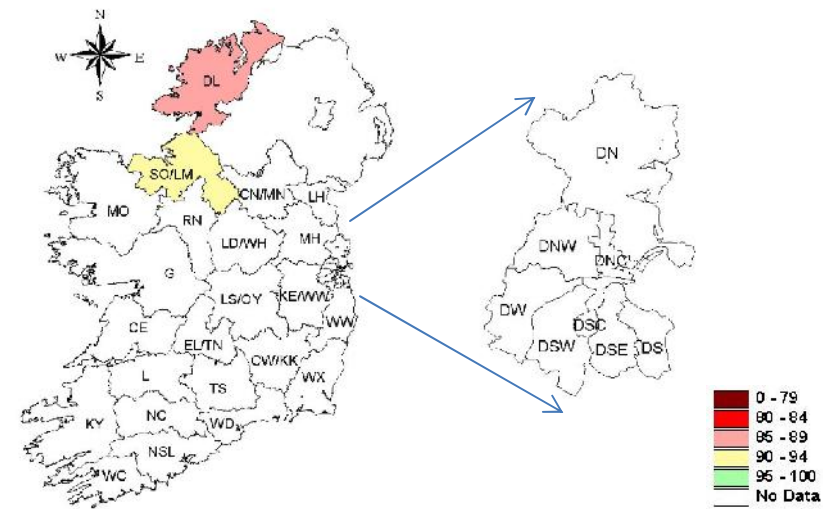 N
W E
S
DL
SO/LM
CN/MN
LH
MO
RN
LD/WH
MH
G
LS/OY
KE/WW
WW
CE
EL/TN
CW/KK
L
TS
WX
KY
NC
WD
NSL
WC
DN
DNW
DNC
DW
DSC
DSW
DSE
DS
0 - 79
80 - 84
85 - 89
90 - 94
95 - 100
No Data